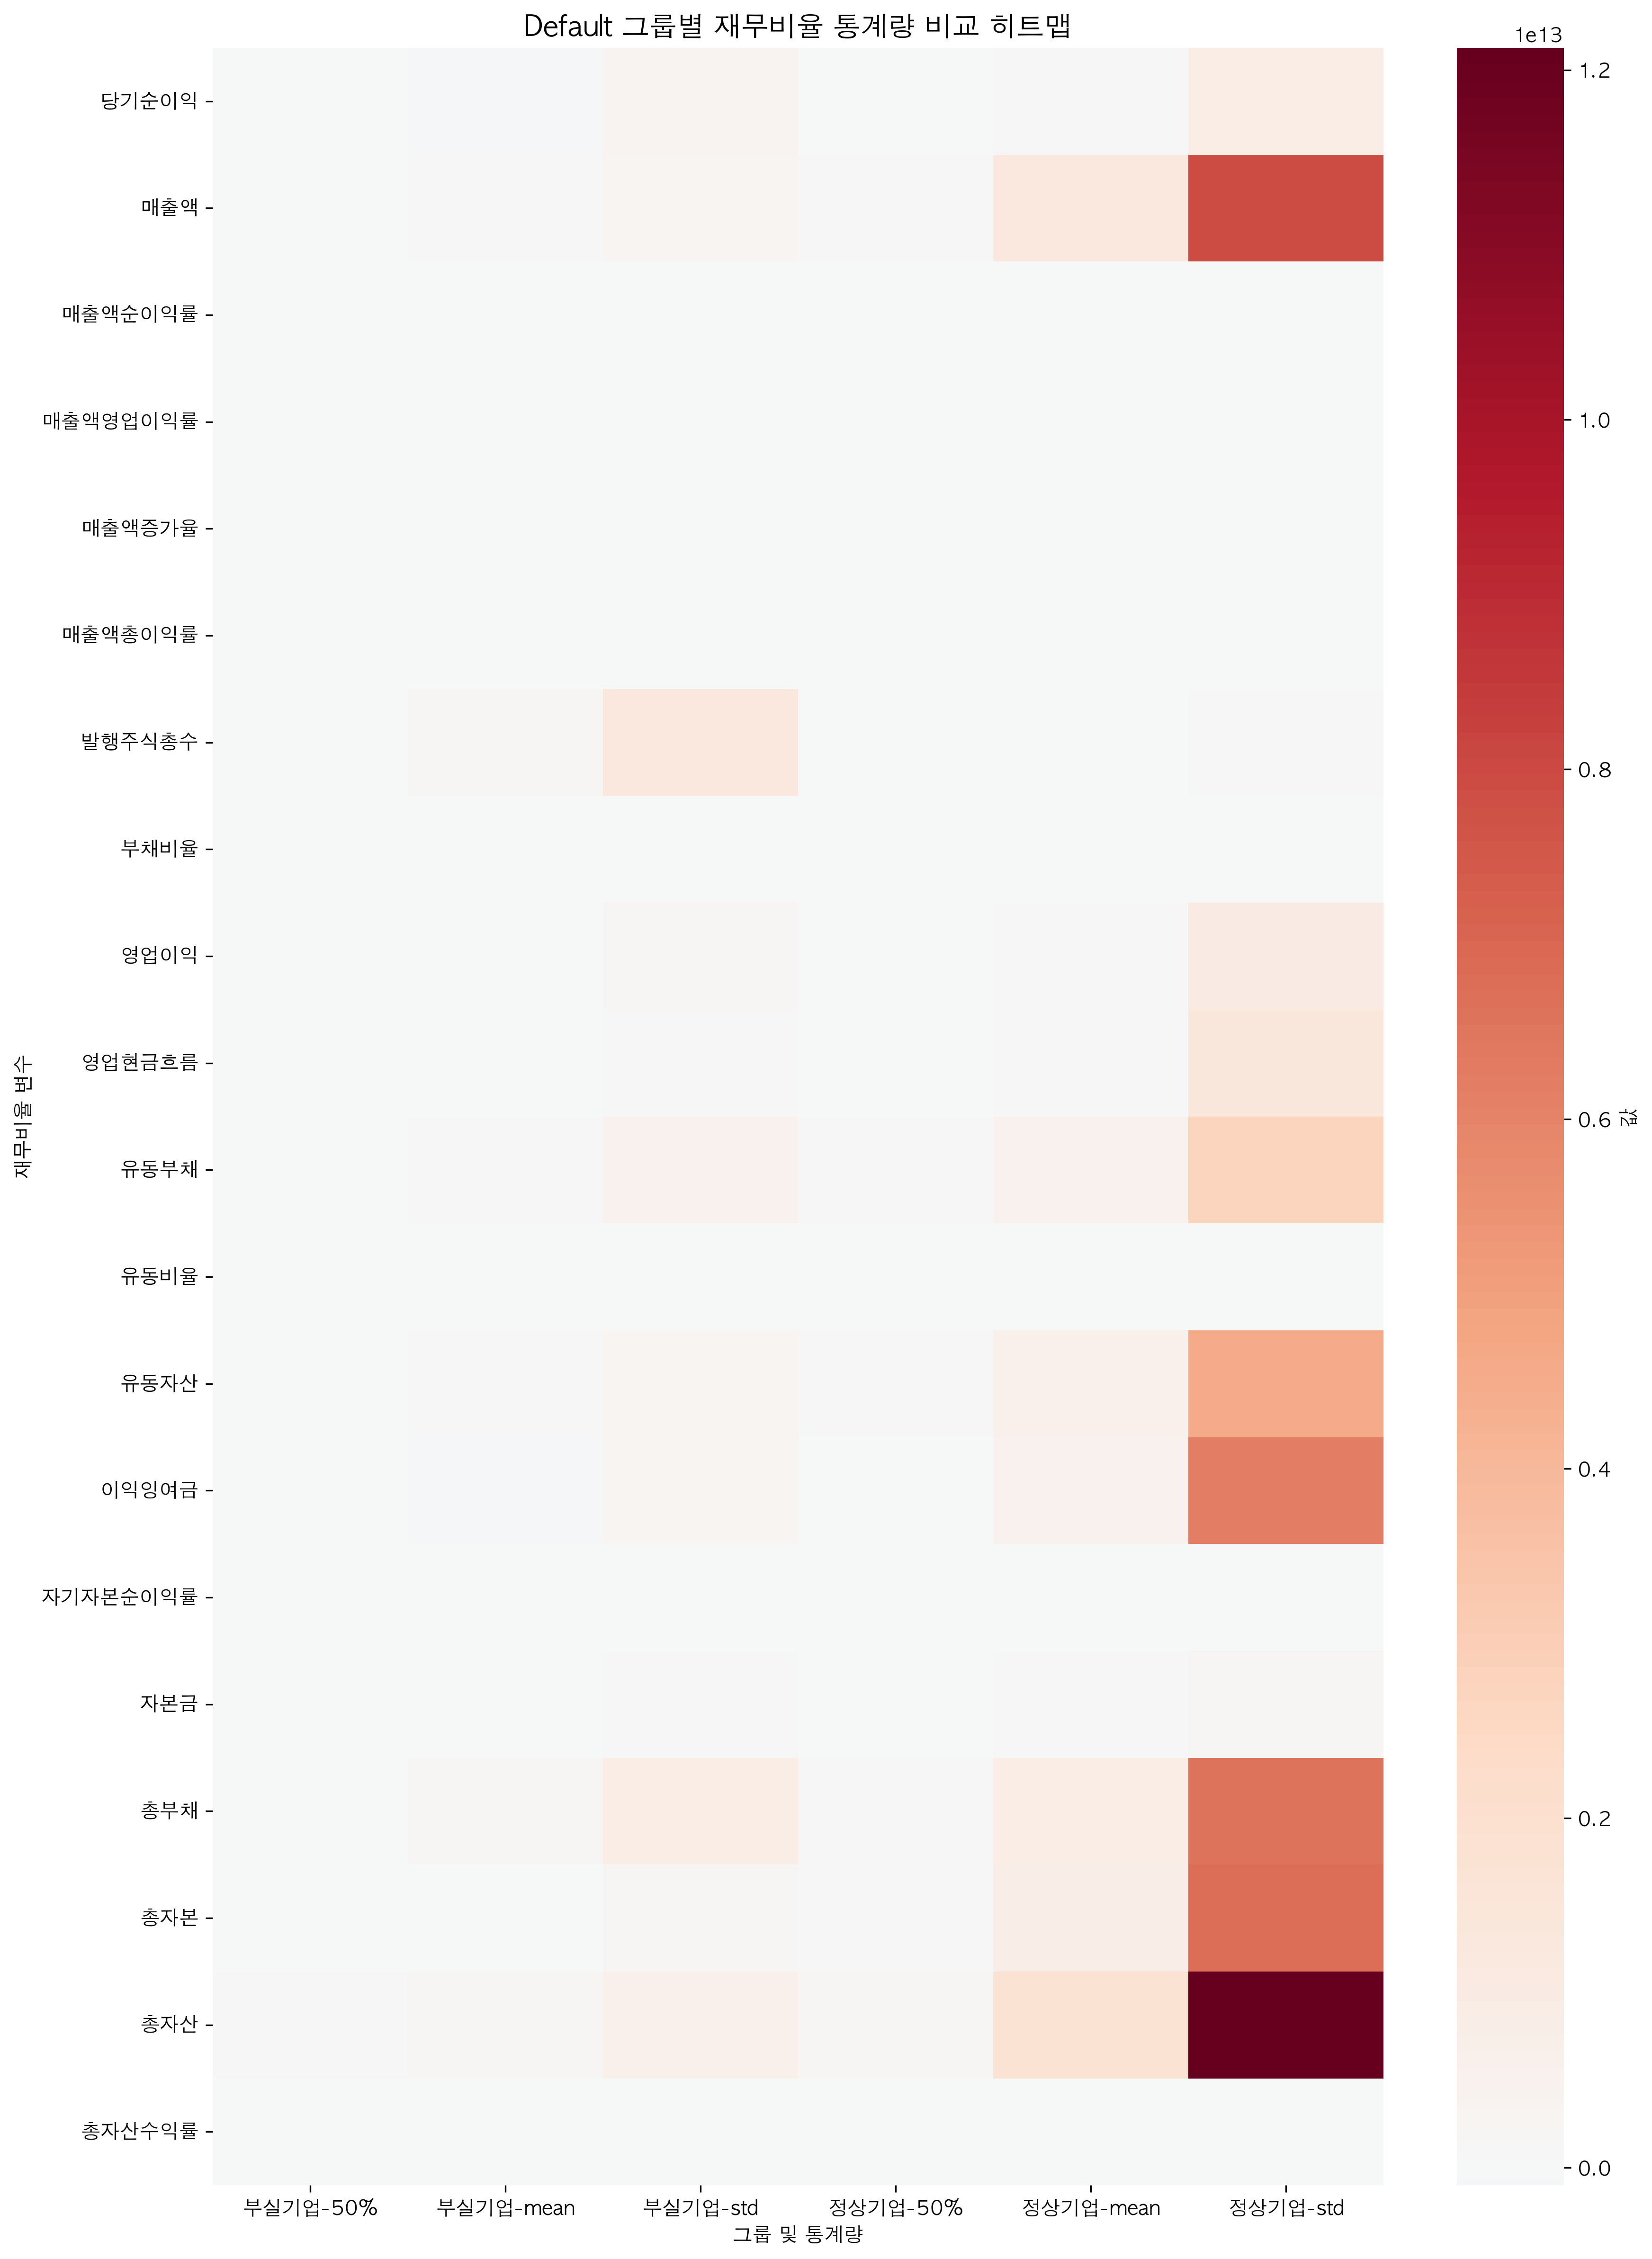 Default 그룹별 재무비율 통계량 비교 히트맵
1e13
당기순이익
매출액
매출액순이익률
매출액영업이익률
매출액증가율
매출액총이익률
발행주식총수
부채비율
영업이익
영업현금흐름
유동부채
유동비율
유동자산
이익잉여금
자기자본순이익률
자본금
총부채
총자본
총자산
총자산수익률
재무비율 변수
부실기업-50%
부실기업-mean
부실기업-std
정상기업-50%
정상기업-mean
정상기업-std
그룹 및 통계량
1.2
1.0
0.8
0.6
0.4
0.2
0.0
값